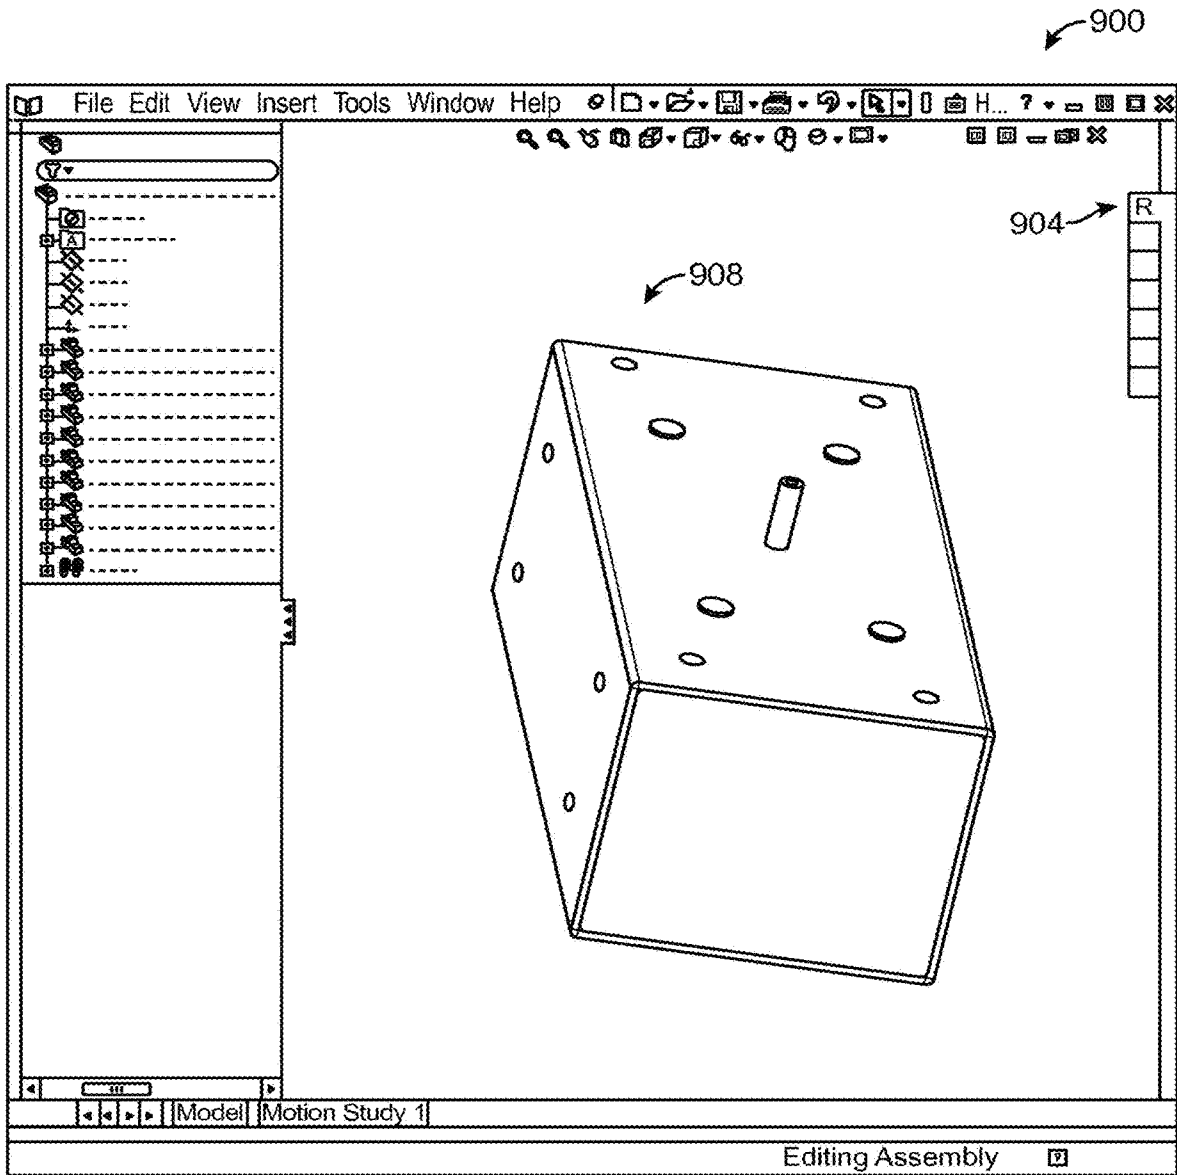 900
File Edit View Insert Tools Window Help H... ?
904 R
A
908
Model Motion Study 1
Editing Assembly ?